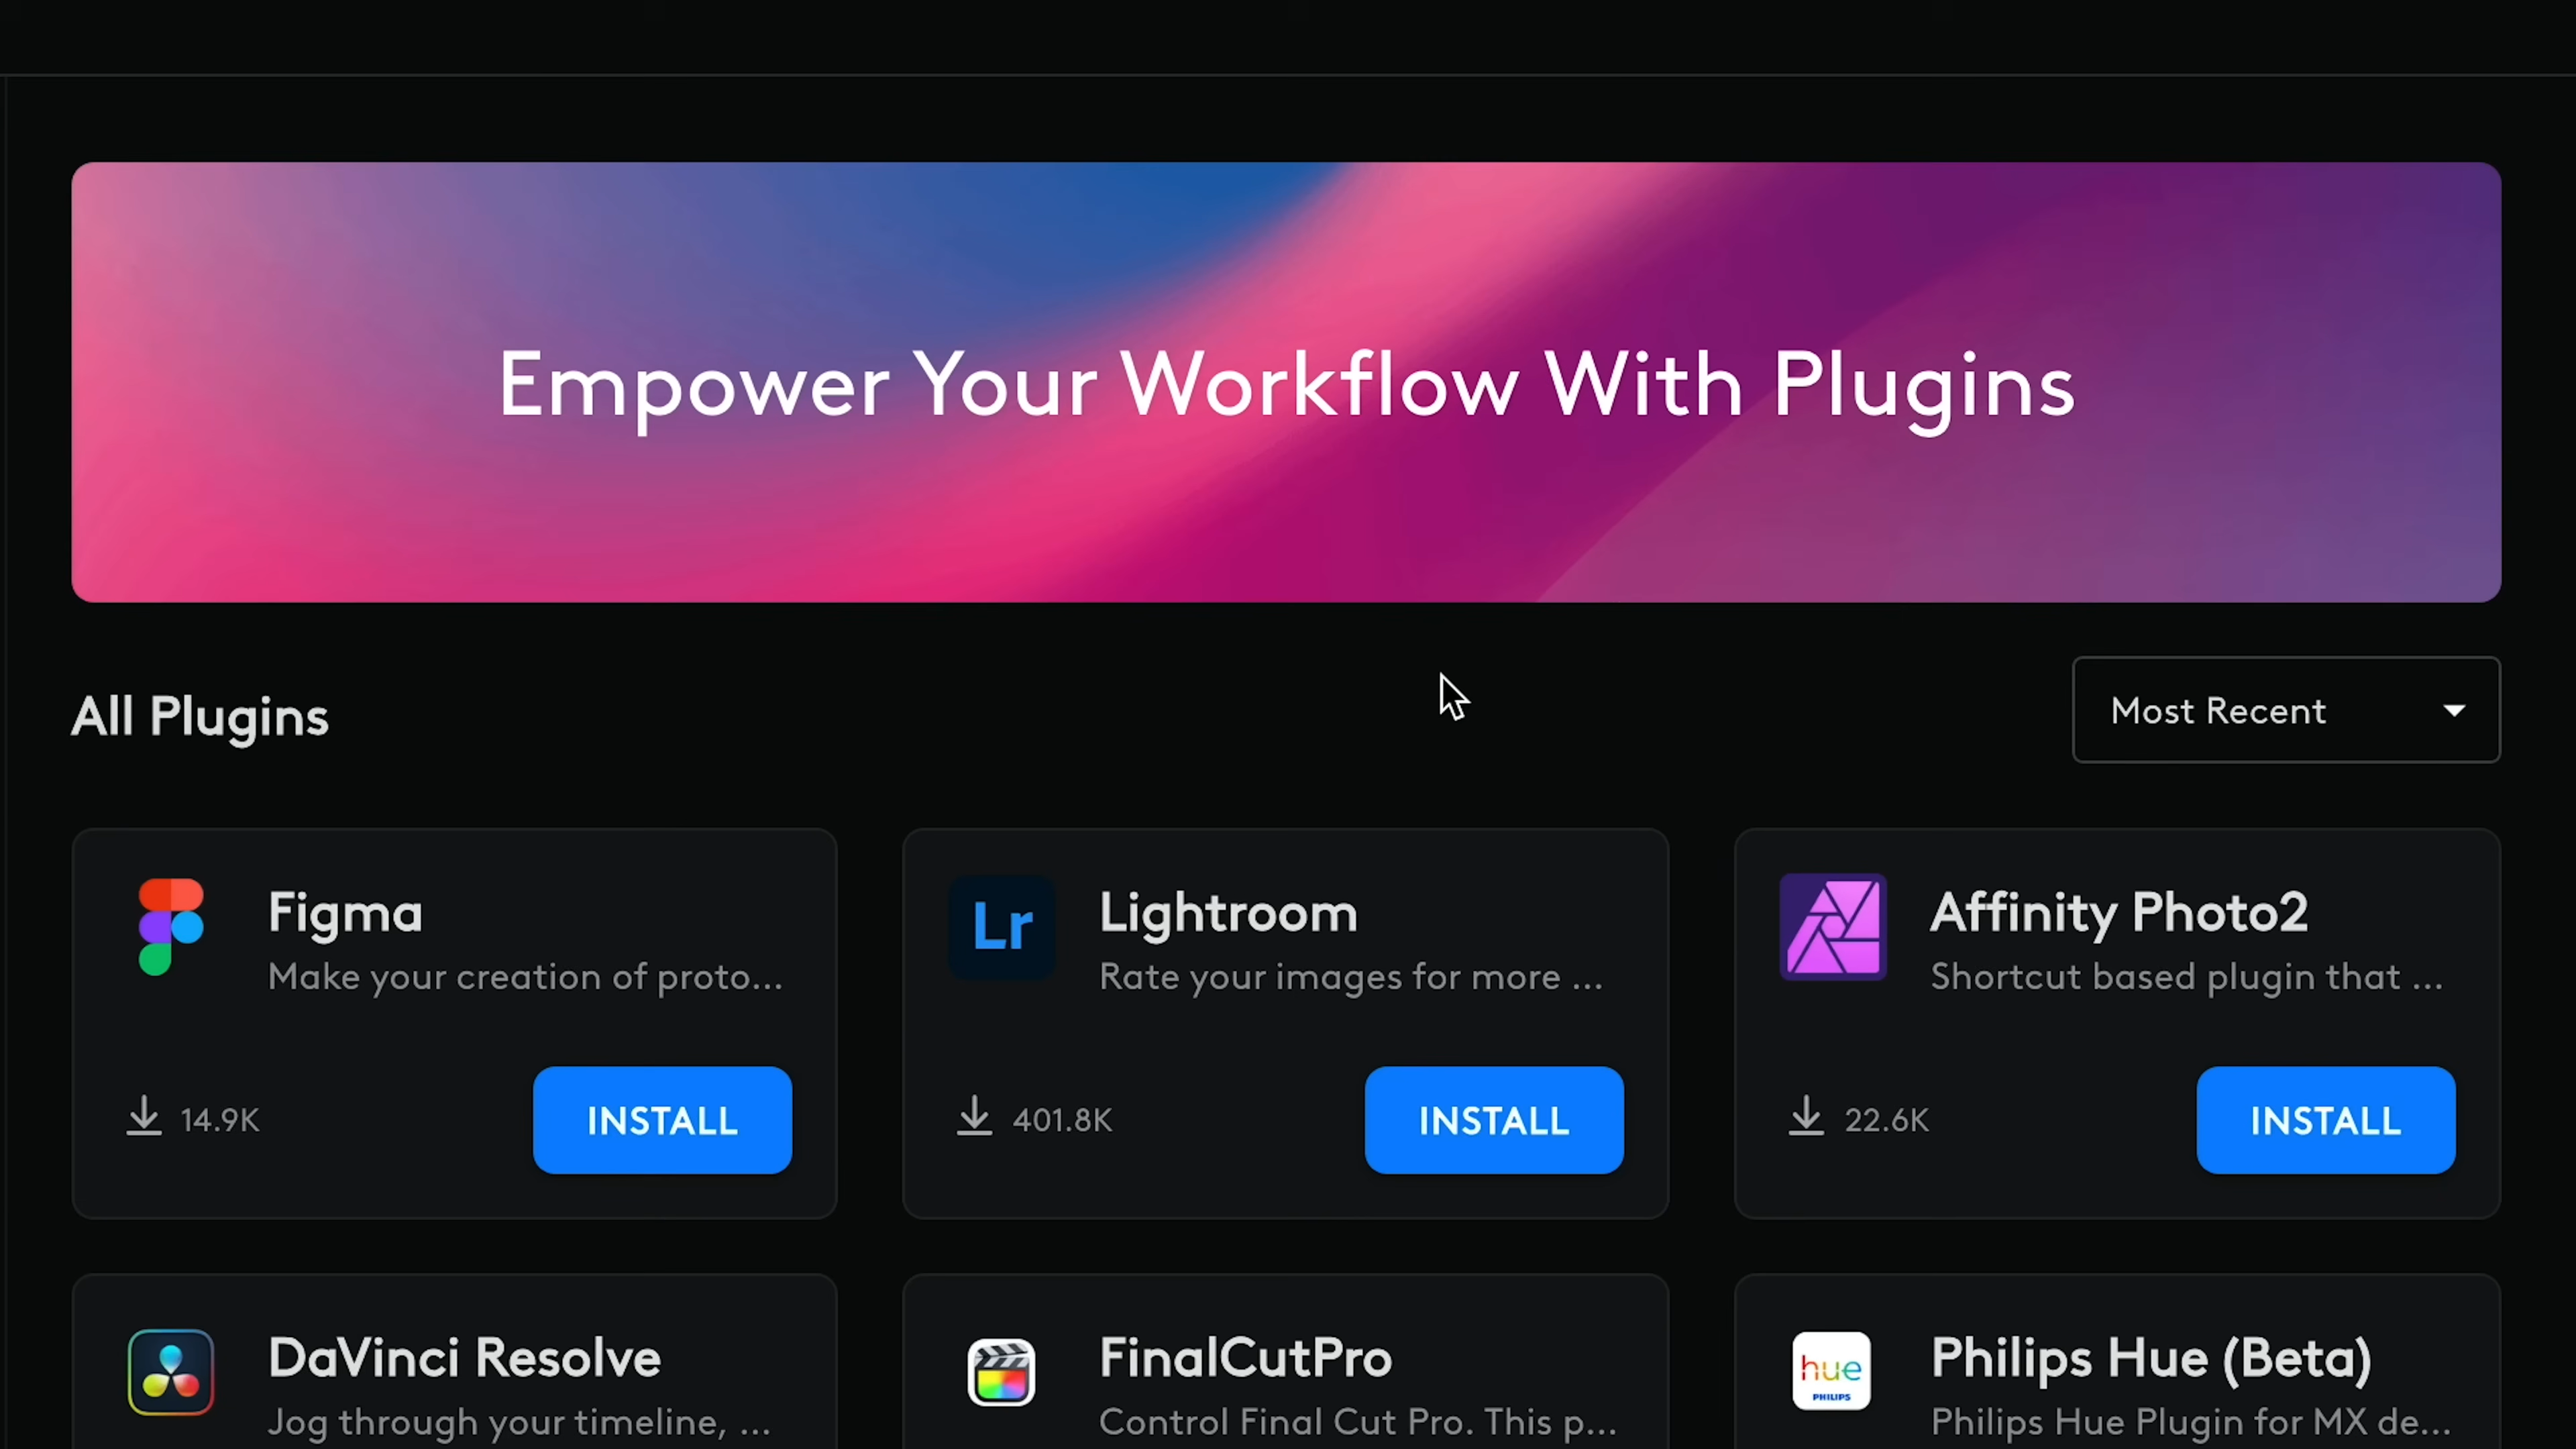 Empower Your Workflow With Plugins
All Plugins
Most Recent
Figma
Make your creation of proto...
14.9K
INSTALL
Lr
Lightroom
Rate your images for more ...
401.8K
INSTALL
Affinity Photo2
Shortcut based plugin that ...
22.6K
INSTALL
DaVinci Resolve
Jog through your timeline, ...
FinalCutPro
Control Final Cut Pro. This p...
hue
PHILIPS
Philips Hue (Beta)
Philips Hue Plugin for MX de...